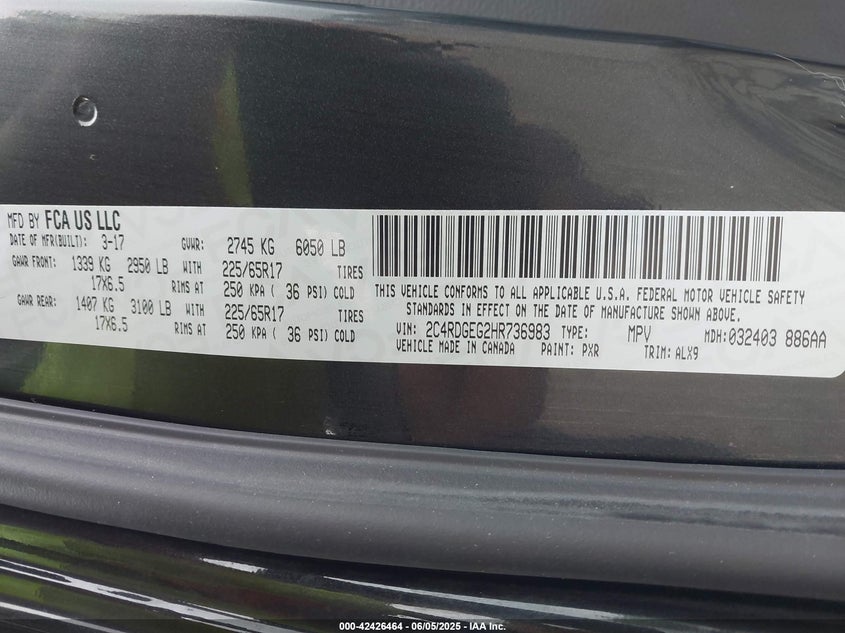 MFD BY FCA US LLC
DATE OF MFR(BUILT): 3-17 GVWR: 2745 KG 6050 LB
GAWR FRONT: 1339 KG 2950 LB WITH 225/65R17 TIRES
17X6.5 RIMS AT 250 KPA ( 36 PSI) COLD
GAWR REAR: 1407 KG 3100 LB WITH 225/65R17 TIRES
17X6.5 RIMS AT 250 KPA ( 36 PSI) COLD
THIS VEHICLE CONFORMS TO ALL APPLICABLE U.S.A. FEDERAL MOTOR VEHICLE SAFETY
STANDARDS IN EFFECT ON THE DATE OF MANUFACTURE SHOWN ABOVE.
VIN: 2C4RDGEG2HR736983 TYPE: MPV MDH:032403 886AA
VEHICLE MADE IN CANADA PAINT: PXR TRIM: ALX9
000-42426464 - 06/05/2025 - IAA Inc.